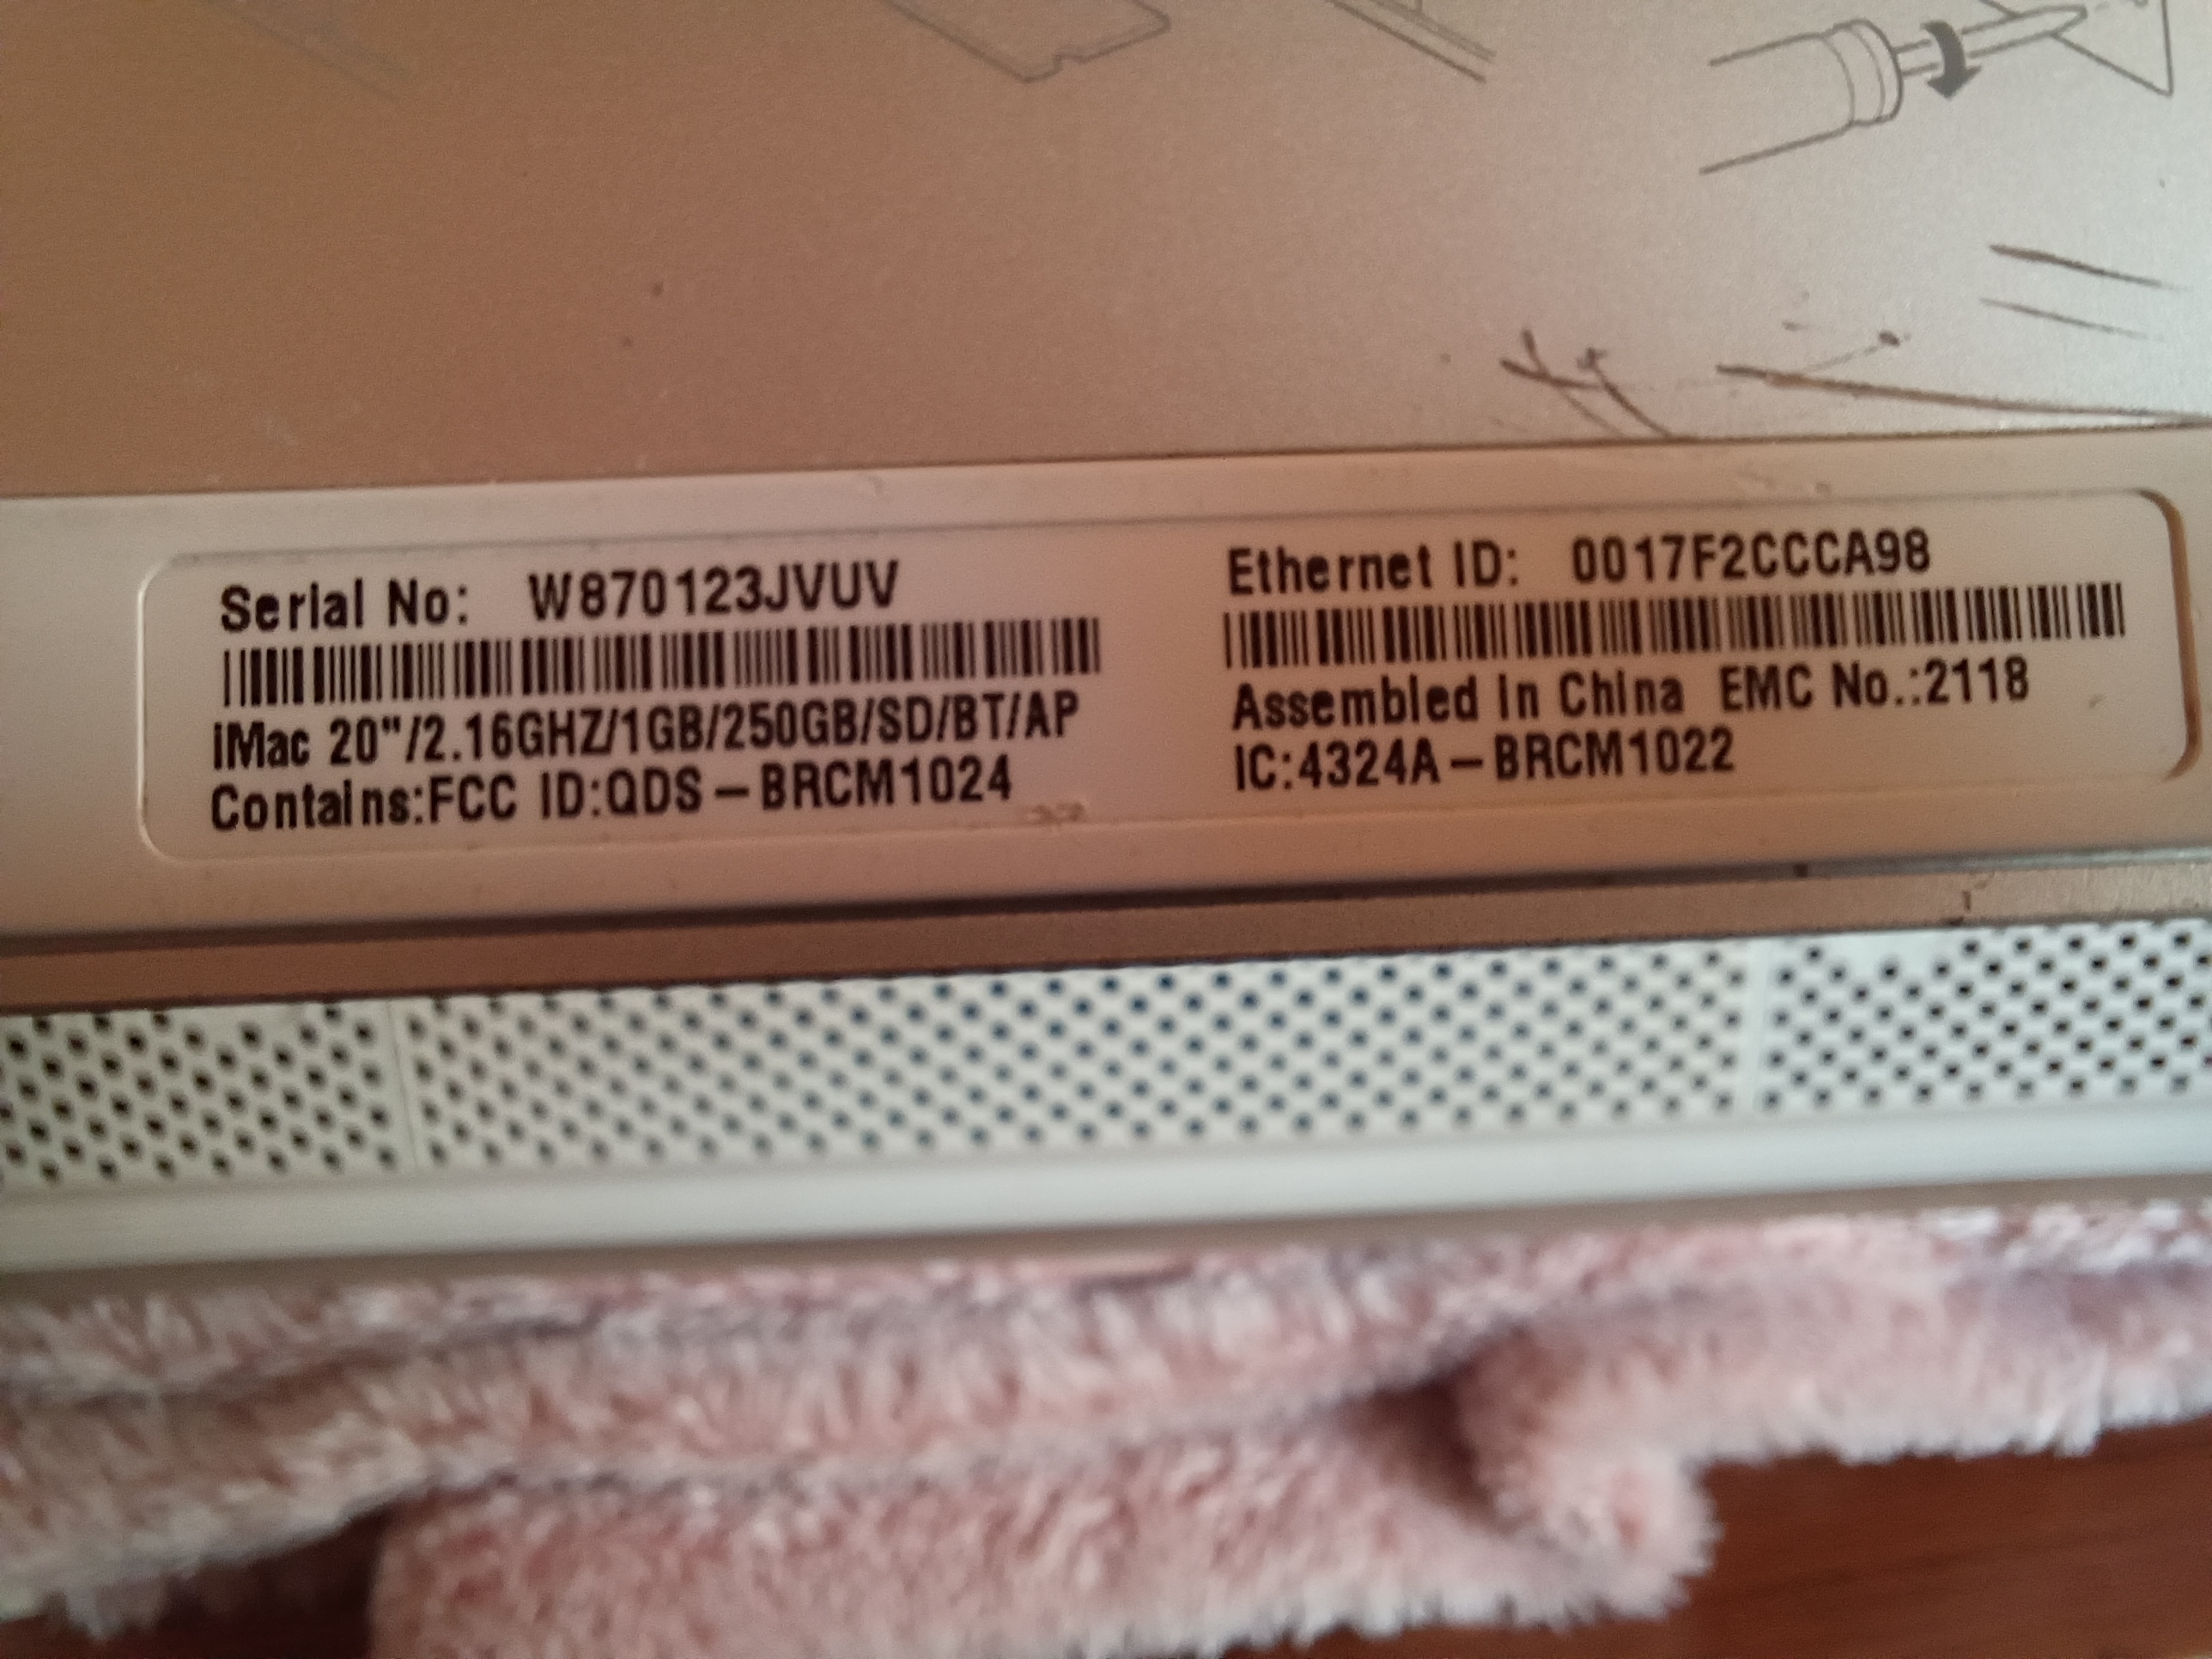 Serial No: W870123JVUV
iMac 20"/2.16GHZ/1GB/250GB/SD/BT/AP
Contains:FCC ID:QDS-BRCM1024
Ethernet ID: 0017F2CCCA98
Assembled in China EMC No.:2118
IC:4324A-BRCM1022